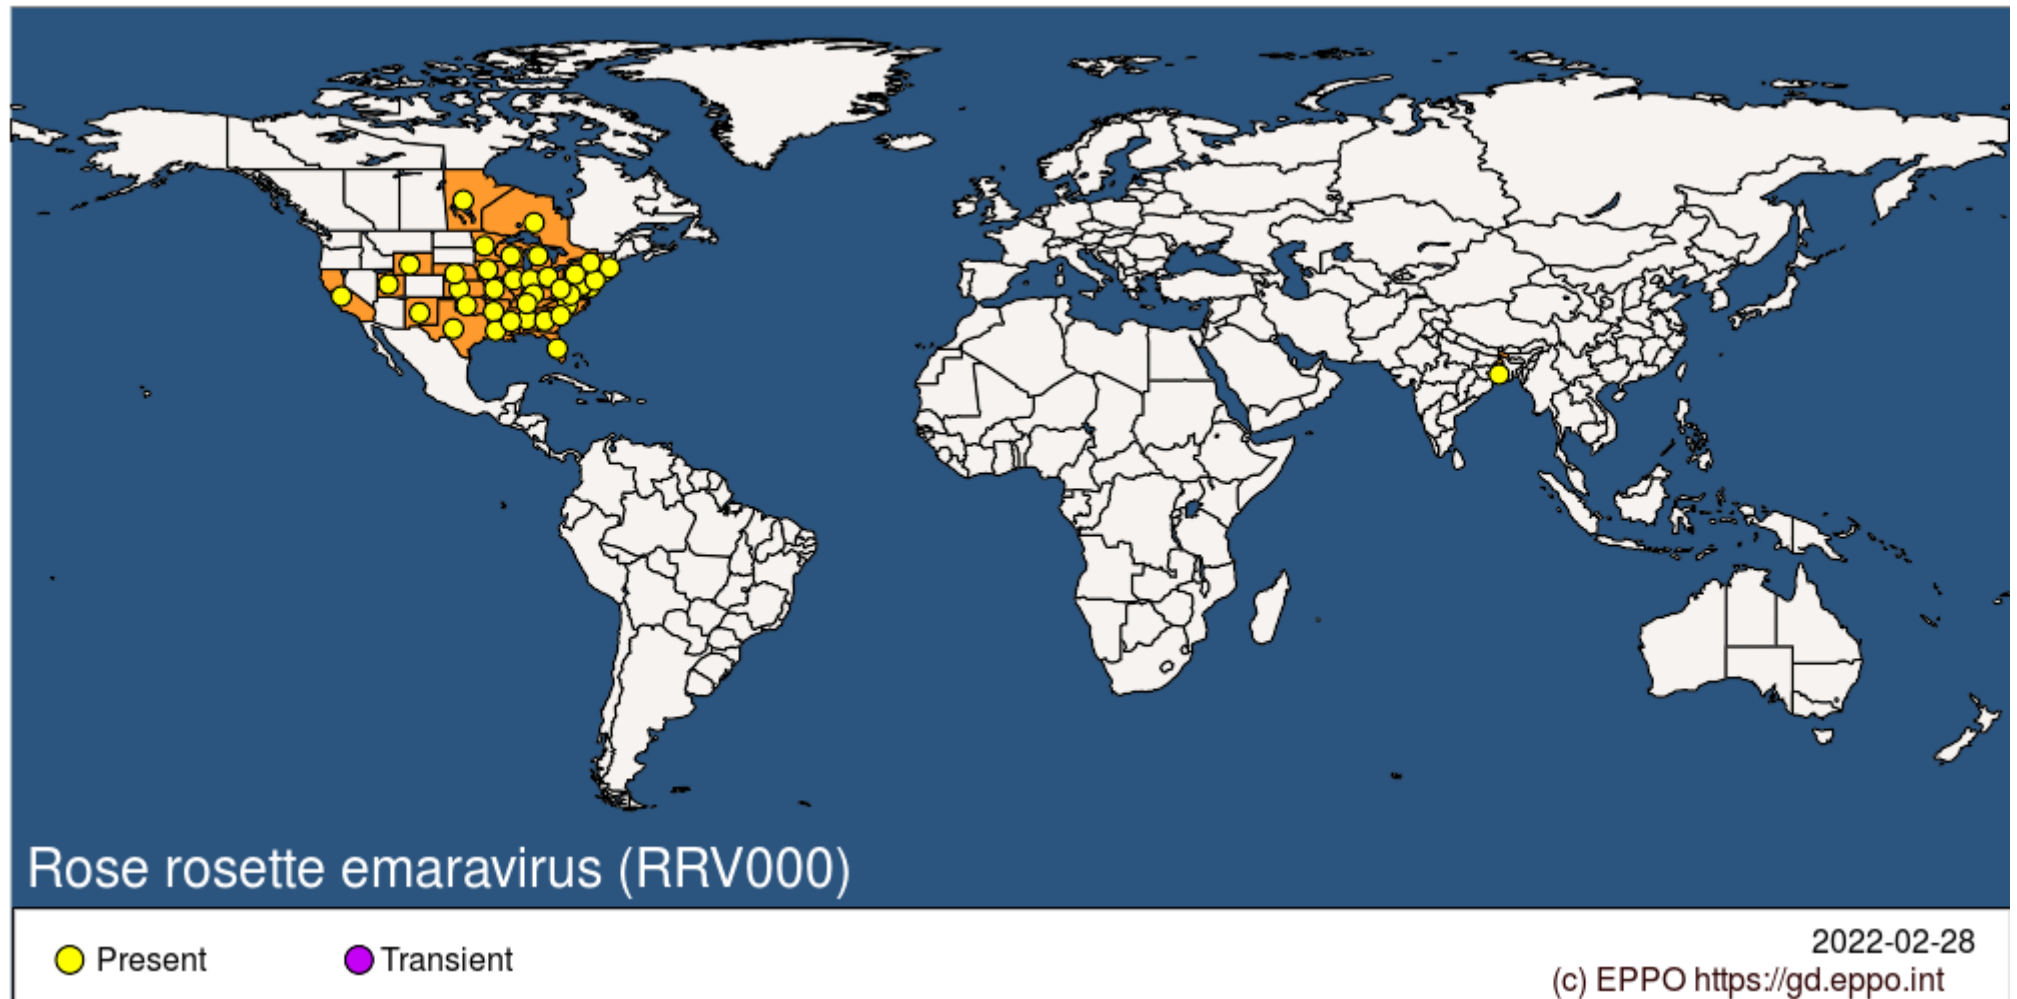 Rose rosette emaravirus (RRV000)
Present
Transient
2022-02-28
(c) EPPO https://gd.eppo.int